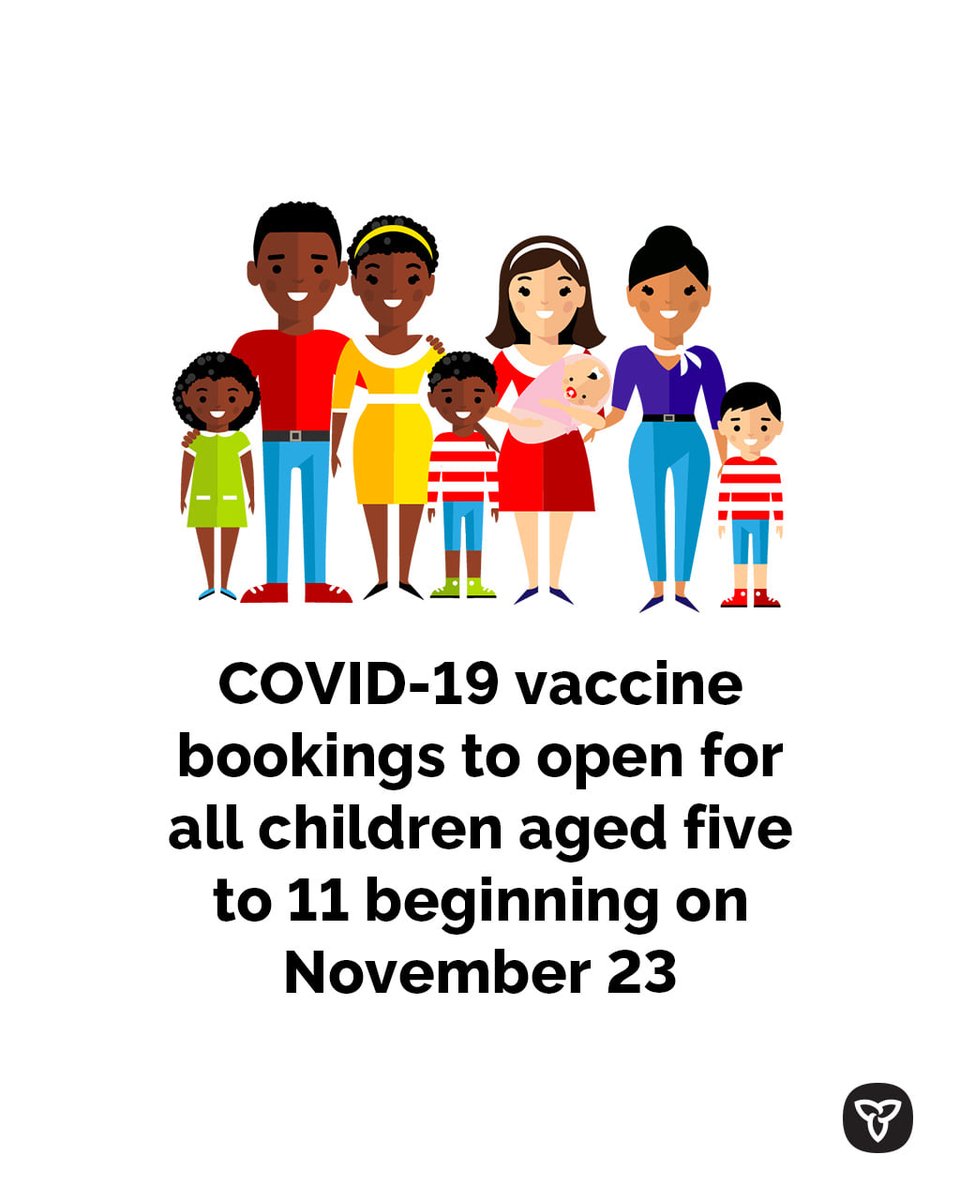 COVID-19 vaccine
bookings to open for
all children aged five
to 11 beginning on
November 23